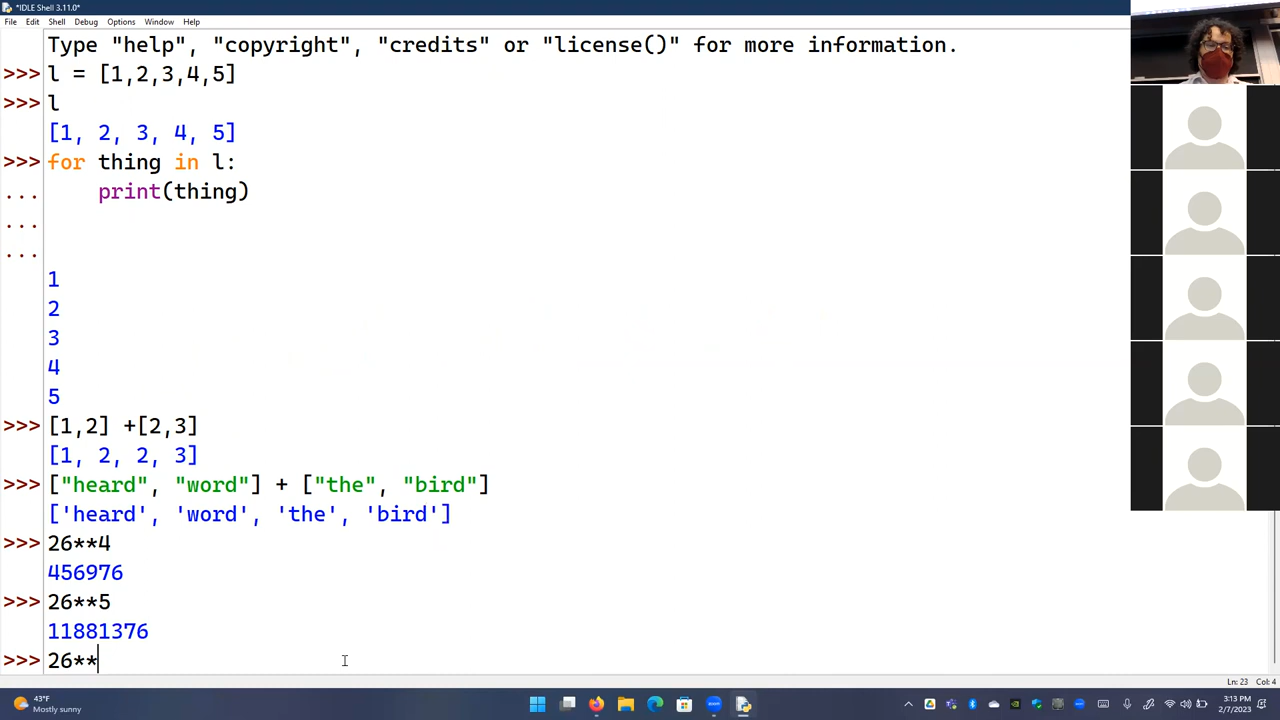 *IDLE Shell 3.11.0*
File Edit Shell Debug Options Window Help
Type "help", "copyright", "credits" or "license()" for more information.
>>> l = [1,2,3,4,5]
>>> l
[1, 2, 3, 4, 5]
>>> for thing in l:
...     print(thing)
...
...
1
2
3
4
5
>>> [1,2] +[2,3]
[1, 2, 2, 3]
>>> ["heard", "word"] + ["the", "bird"]
['heard', 'word', 'the', 'bird']
>>> 26**4
456976
>>> 26**5
11881376
>>> 26**
Ln: 23 Col: 4
43°F
Mostly sunny
3:13 PM
2/7/2023